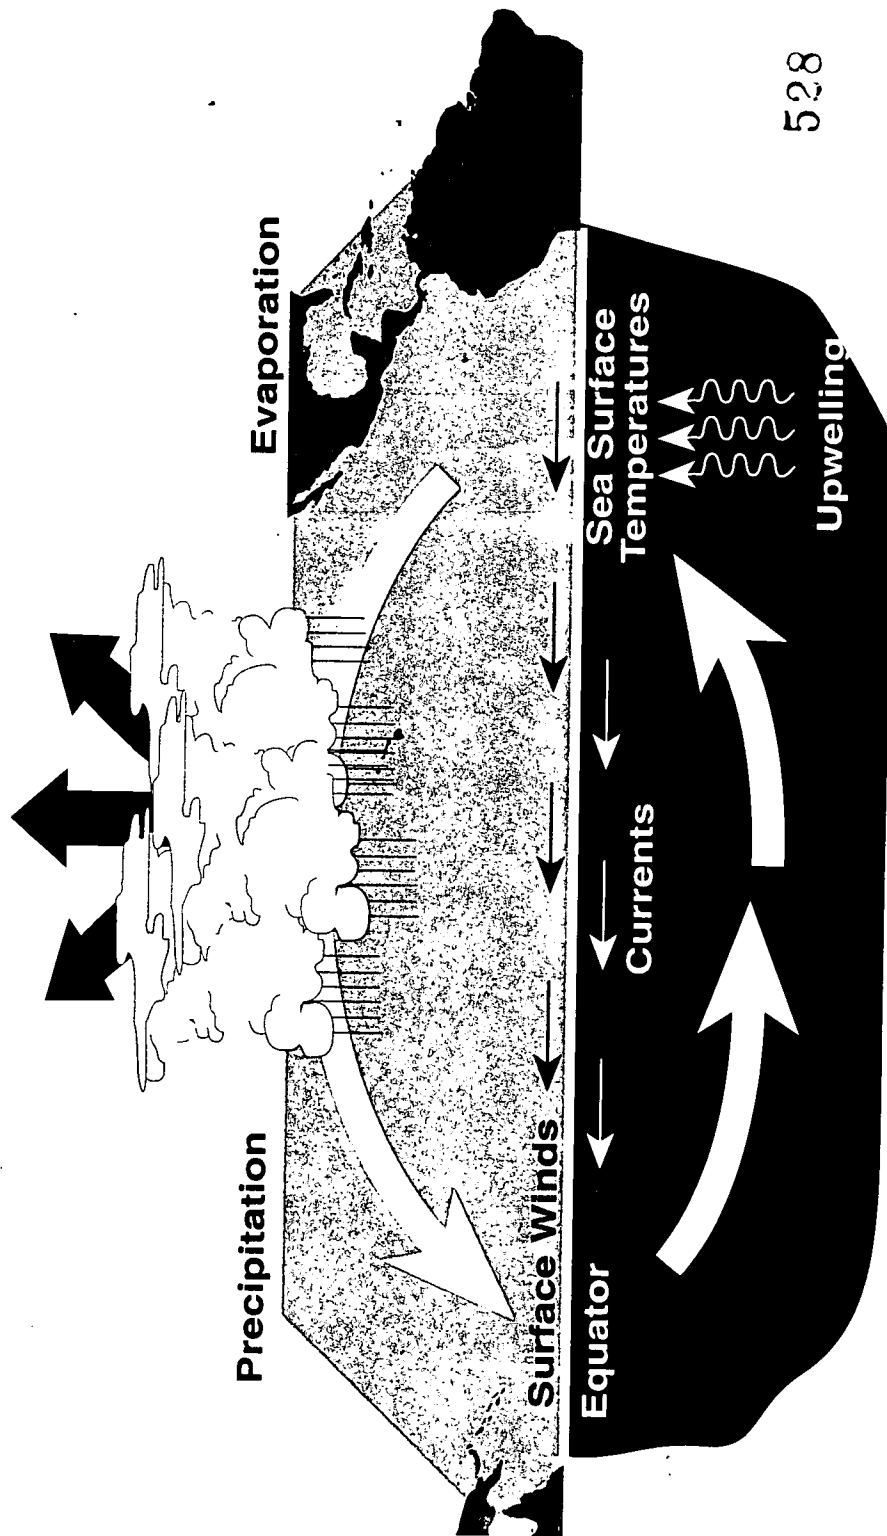 Precipitation
Evaporation
Surface Winds
Equator
Currents
Sea Surface
Temperatures
Upwelling
528